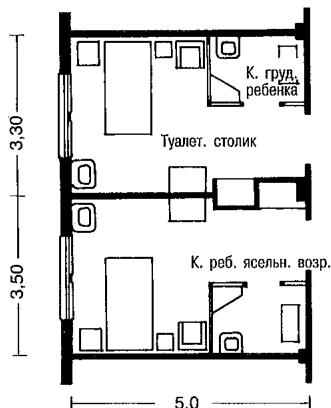 К. груд.
ребенка
3,30
Туалет. столик
3,50
К. реб. ясельн. возр.
5,0